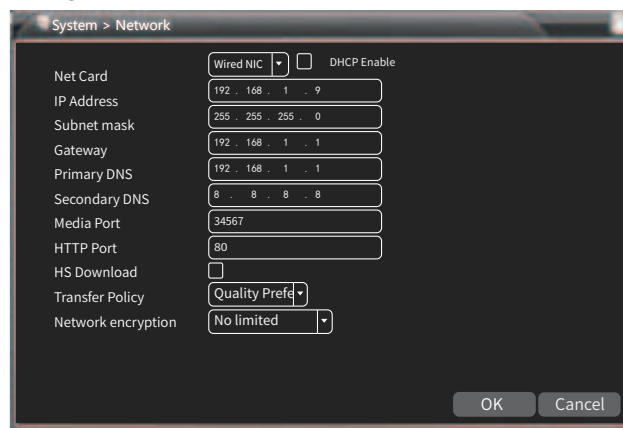 System > Network
Net Card Wired NIC DHCP Enable
IP Address 192 . 168 . 1 . 9
Subnet mask 255 . 255 . 255 . 0
Gateway 192 . 168 . 1 . 1
Primary DNS 192 . 168 . 1 . 1
Secondary DNS 8 . 8 . 8 . 8
Media Port 34567
HTTP Port 80
HS Download
Transfer Policy Quality Prefe
Network encryption No limited
OK Cancel